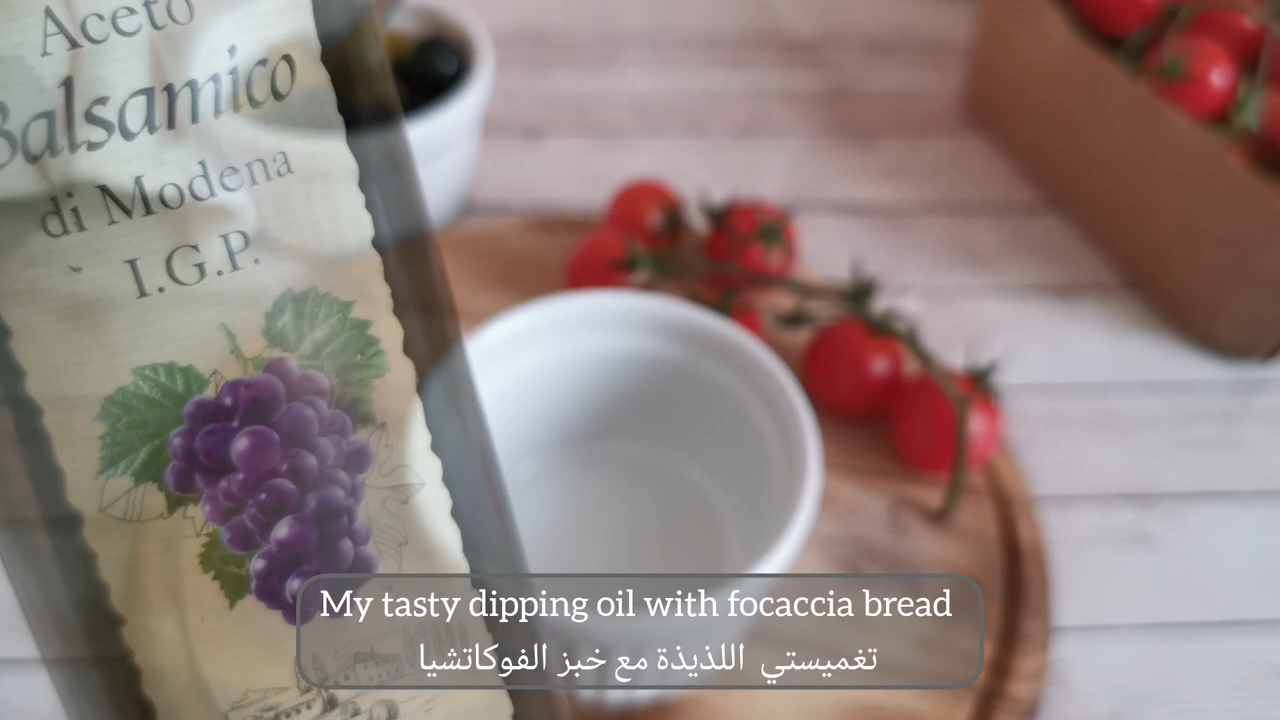 Aceto
Balsamico
di Modena
I.G.P.
My tasty dipping oil with focaccia bread
تغميستي اللذيذة مع خبز الفوكاتشيا